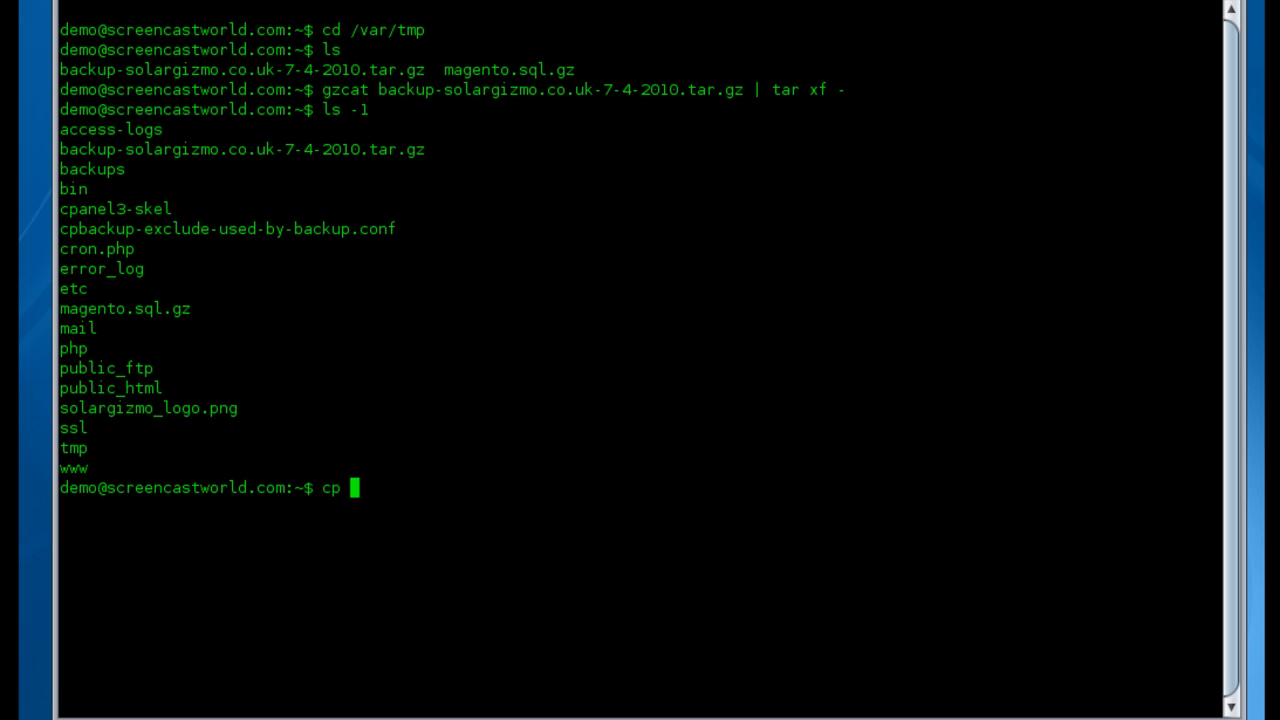 demo@screencastworld.com:~$ cd /var/tmp
demo@screencastworld.com:~$ ls
backup-solargizmo.co.uk-7-4-2010.tar.gz  magento.sql.gz
demo@screencastworld.com:~$ gzcat backup-solargizmo.co.uk-7-4-2010.tar.gz | tar xf -
demo@screencastworld.com:~$ ls -1
access-logs
backup-solargizmo.co.uk-7-4-2010.tar.gz
backups
bin
cpanel3-skel
cpbackup-exclude-used-by-backup.conf
cron.php
error_log
etc
magento.sql.gz
mail
php
public_ftp
public_html
solargizmo_logo.png
ssl
tmp
www
demo@screencastworld.com:~$ cp